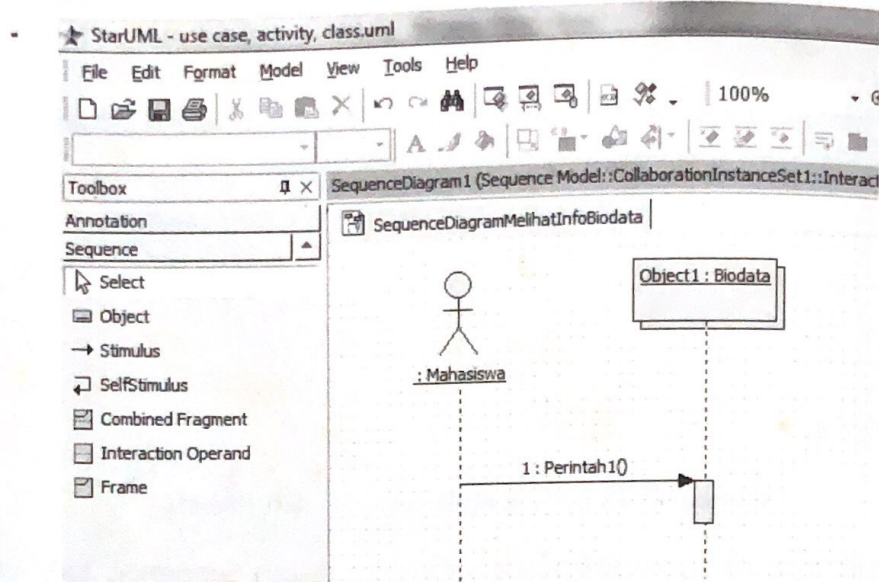 StarUML - use case, activity, class.uml
File Edit Format Model View Tools Help
100%
A
Toolbox
SequenceDiagram1 (Sequence Model::CollaborationInstanceSet1::Interact
Annotation
SequenceDiagramMelihatInfoBiodata
Sequence
Select
Object
Stimulus
SelfStimulus
Combined Fragment
Interaction Operand
Frame
Object1 : Biodata
: Mahasiswa
1 : Perintah1()